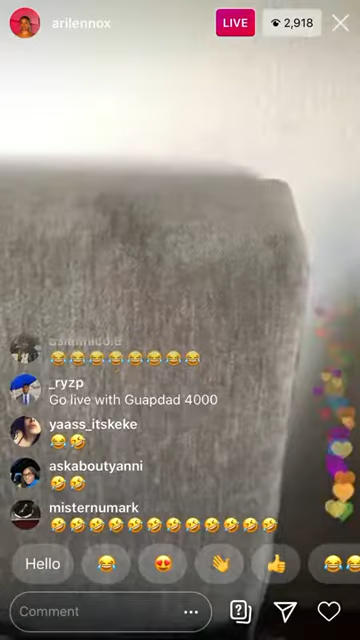 arilennox LIVE 2,918
😂😂😂😂😂😂😂😂
_ryzp
Go live with Guapdad 4000
yaass_itskeke
😂🤣
askaboutyanni
🤣🤣
misternumark
🤣🤣🤣🤣🤣🤣🤣🤣🤣🤣🤣🤣
Hello 😂 😍 👋 👍 😂😂
Comment